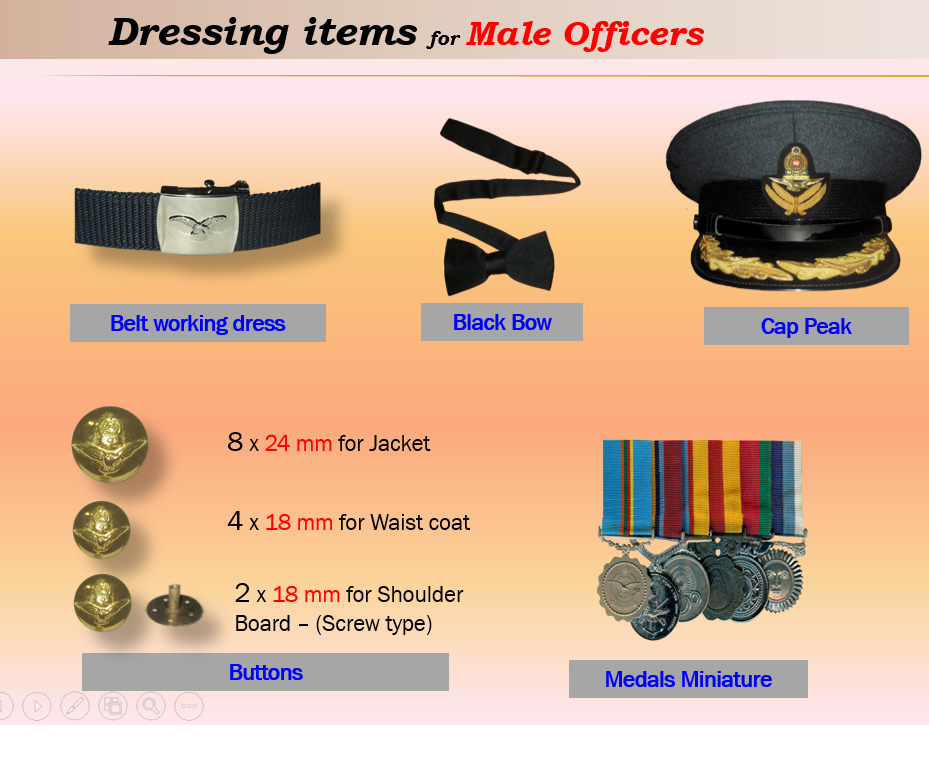 Dressing items for Male Officers
Belt working dress
Black Bow
Cap Peak
8 x 24 mm for Jacket
4 x 18 mm for Waist coat
2 x 18 mm for Shoulder
Board – (Screw type)
Buttons
Medals Miniature